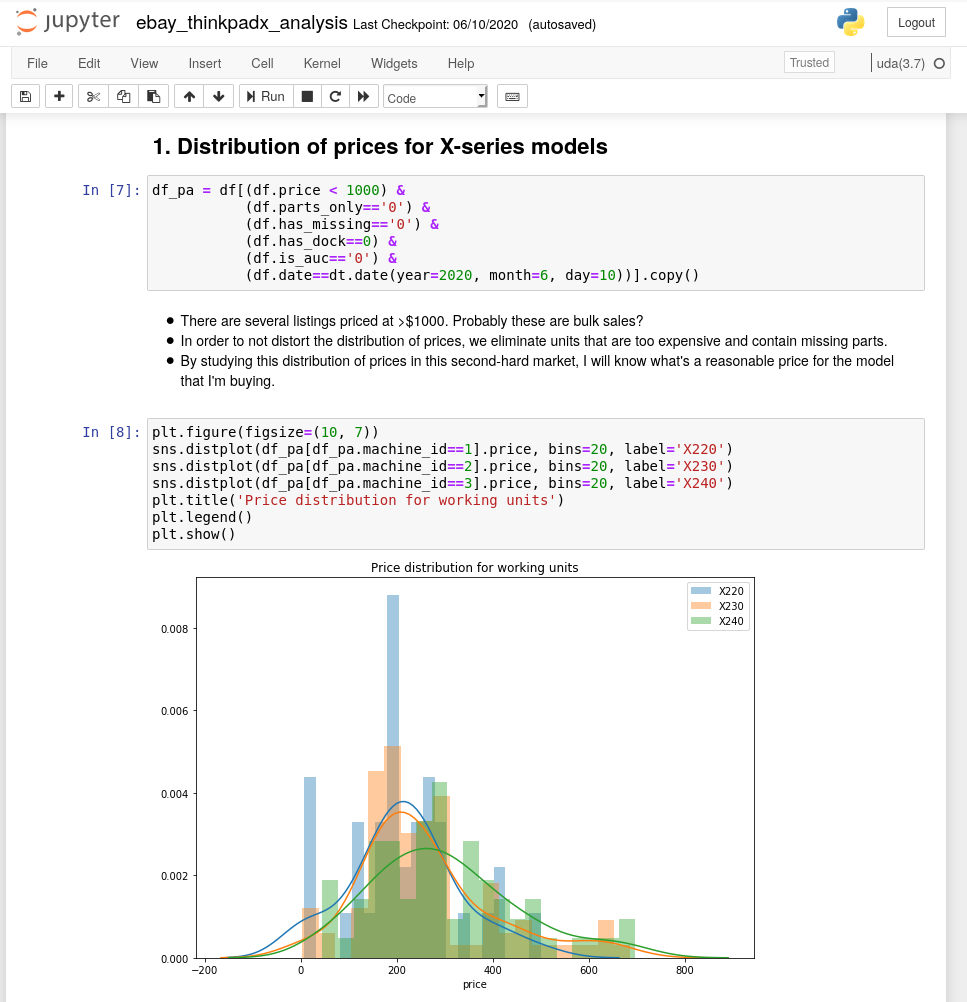 jupyter ebay_thinkpadx_analysis Last Checkpoint: 06/10/2020 (autosaved) Logout
File Edit View Insert Cell Kernel Widgets Help Trusted uda(3.7)
Run Code
1. Distribution of prices for X-series models
In [7]: df_pa = df[(df.price < 1000) &
(df.parts_only=='0') &
(df.has_missing=='0') &
(df.has_dock==0) &
(df.is_auc=='0') &
(df.date==dt.date(year=2020, month=6, day=10))].copy()
• There are several listings priced at >$1000. Probably these are bulk sales?
• In order to not distort the distribution of prices, we eliminate units that are too expensive and contain missing parts.
• By studying this distribution of prices in this second-hard market, I will know what's a reasonable price for the model
that I'm buying.
In [8]: plt.figure(figsize=(10, 7))
sns.distplot(df_pa[df_pa.machine_id==1].price, bins=20, label='X220')
sns.distplot(df_pa[df_pa.machine_id==2].price, bins=20, label='X230')
sns.distplot(df_pa[df_pa.machine_id==3].price, bins=20, label='X240')
plt.title('Price distribution for working units')
plt.legend()
plt.show()
Price distribution for working units
X220
X230
X240
0.008
0.006
0.004
0.002
0.000
−200 0 200 400 600 800
price